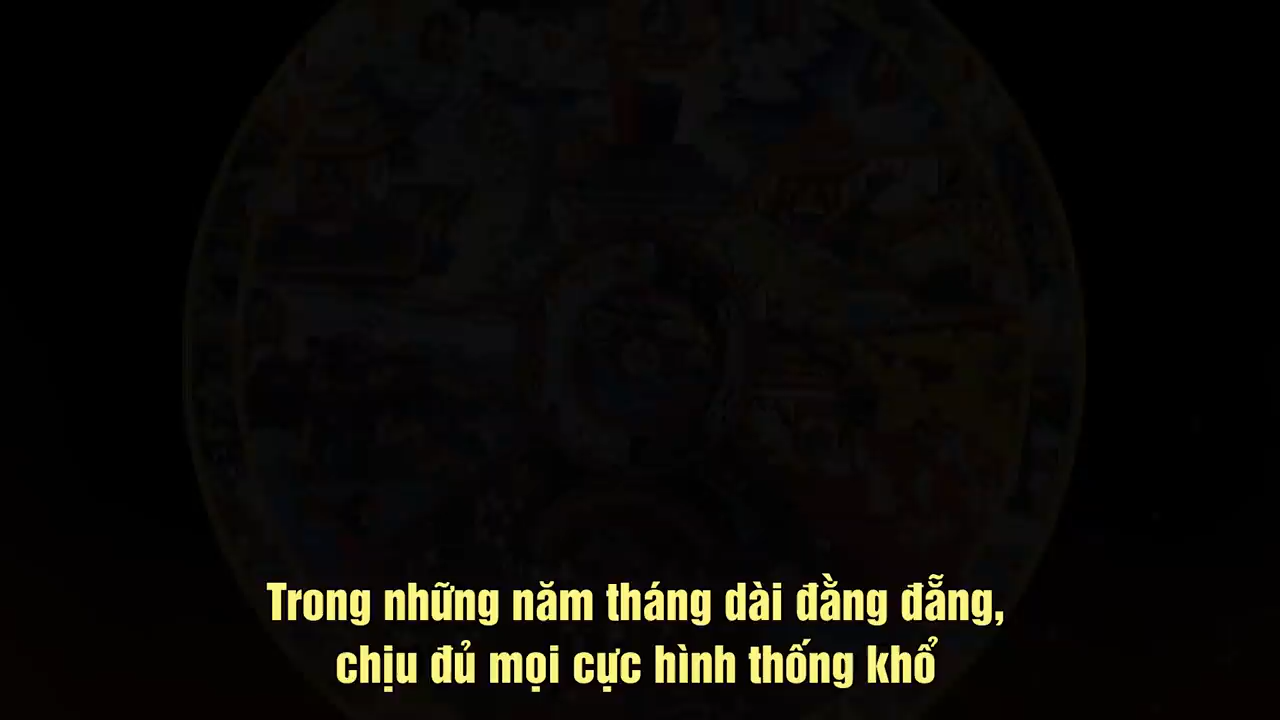 Trong những năm tháng dài đằng đẵng,
chịu đủ mọi cực hình thống khổ